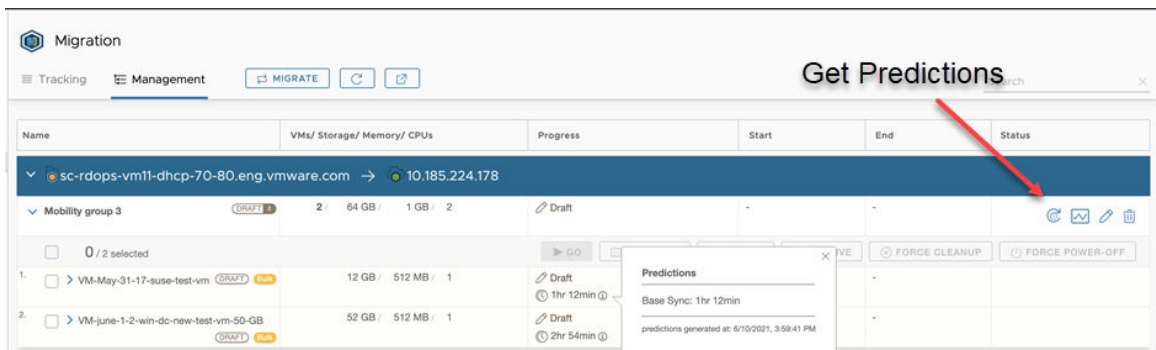 Migration
Tracking Management MIGRATE
Get Predictions
Name VMs/ Storage/ Memory/ CPUs Progress Start End Status
sc-rdops-vm11-dhcp-70-80.eng.vmware.com → 10.185.224.178
Mobility group 3 DRAFT 2 2 / 64 GB / 1 GB / 2 Draft - -
0 / 2 selected GO FORCE CLEANUP FORCE POWER-OFF
1. VM-May-31-17-suse-test-vm DRAFT Bulk 12 GB / 512 MB / 1 Draft -
1hr 12min
2. VM-june-1-2-win-dc-new-test-vm-50-GB 52 GB / 512 MB / 1 Draft -
DRAFT Bulk 2hr 54min
Predictions
Base Sync: 1hr 12min
predictions generated at: 6/10/2021, 3:59:41 PM